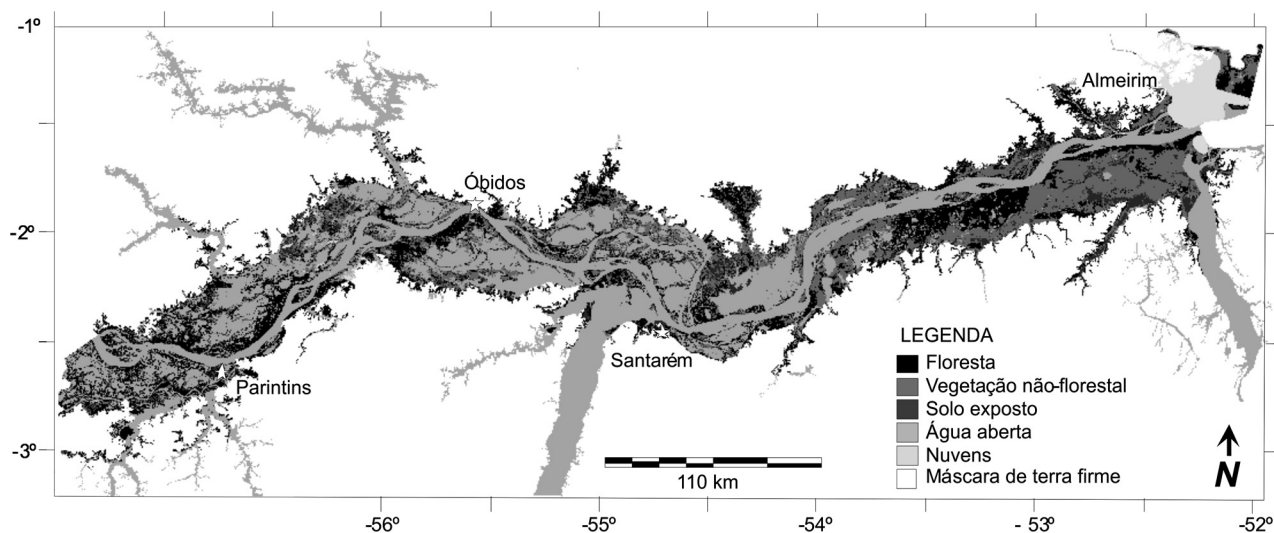 -1º
-2º
-3º
Almeirim
Óbidos
Santarém
Parintins
LEGENDA
Floresta
Vegetação não-florestal
Solo exposto
Água aberta
Nuvens
Máscara de terra firme
110 km
N
-56º
-55º
-54º
- 53º
-52º